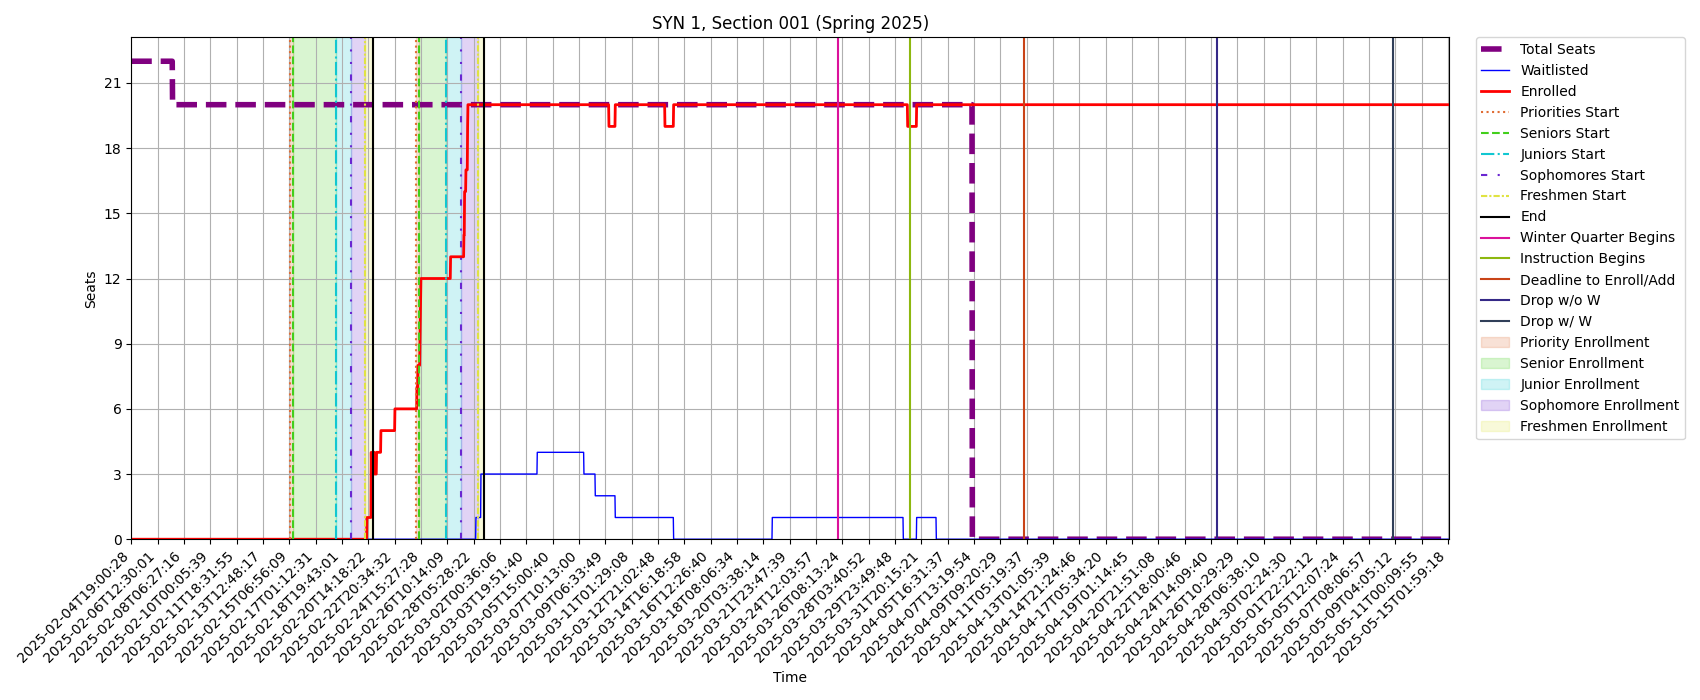 SYN 1, Section 001 (Spring 2025)
Seats
21
18
15
12
9
6
3
0
2025-02-04T19:00:28
2025-02-06T12:30:01
2025-02-08T06:27:16
2025-02-10T00:05:39
2025-02-11T18:31:55
2025-02-13T12:48:17
2025-02-15T06:56:09
2025-02-17T01:12:31
2025-02-18T19:43:01
2025-02-20T14:18:22
2025-02-22T20:34:32
2025-02-24T15:27:28
2025-02-26T10:14:09
2025-02-28T05:28:22
2025-03-02T00:36:06
2025-03-03T19:51:40
2025-03-05T15:00:40
2025-03-07T10:13:00
2025-03-09T06:33:49
2025-03-11T01:29:08
2025-03-12T21:02:48
2025-03-14T16:18:58
2025-03-16T12:26:40
2025-03-18T08:06:34
2025-03-20T03:38:14
2025-03-21T23:47:39
2025-03-24T12:03:57
2025-03-26T08:13:24
2025-03-28T03:40:52
2025-03-29T23:49:48
2025-03-31T20:15:21
2025-04-05T16:31:37
2025-04-07T13:19:54
2025-04-09T09:20:29
2025-04-11T05:19:37
2025-04-13T01:05:39
2025-04-14T21:24:46
2025-04-17T05:34:20
2025-04-19T01:14:45
2025-04-20T21:51:08
2025-04-22T18:00:46
2025-04-24T14:09:40
2025-04-26T10:29:29
2025-04-28T06:38:10
2025-04-30T02:24:30
2025-05-01T22:22:12
2025-05-05T12:07:24
2025-05-07T08:06:57
2025-05-09T04:05:12
2025-05-11T00:09:55
2025-05-15T01:59:18
Time
Total Seats
Waitlisted
Enrolled
Priorities Start
Seniors Start
Juniors Start
Sophomores Start
Freshmen Start
End
Winter Quarter Begins
Instruction Begins
Deadline to Enroll/Add
Drop w/o W
Drop w/ W
Priority Enrollment
Senior Enrollment
Junior Enrollment
Sophomore Enrollment
Freshmen Enrollment